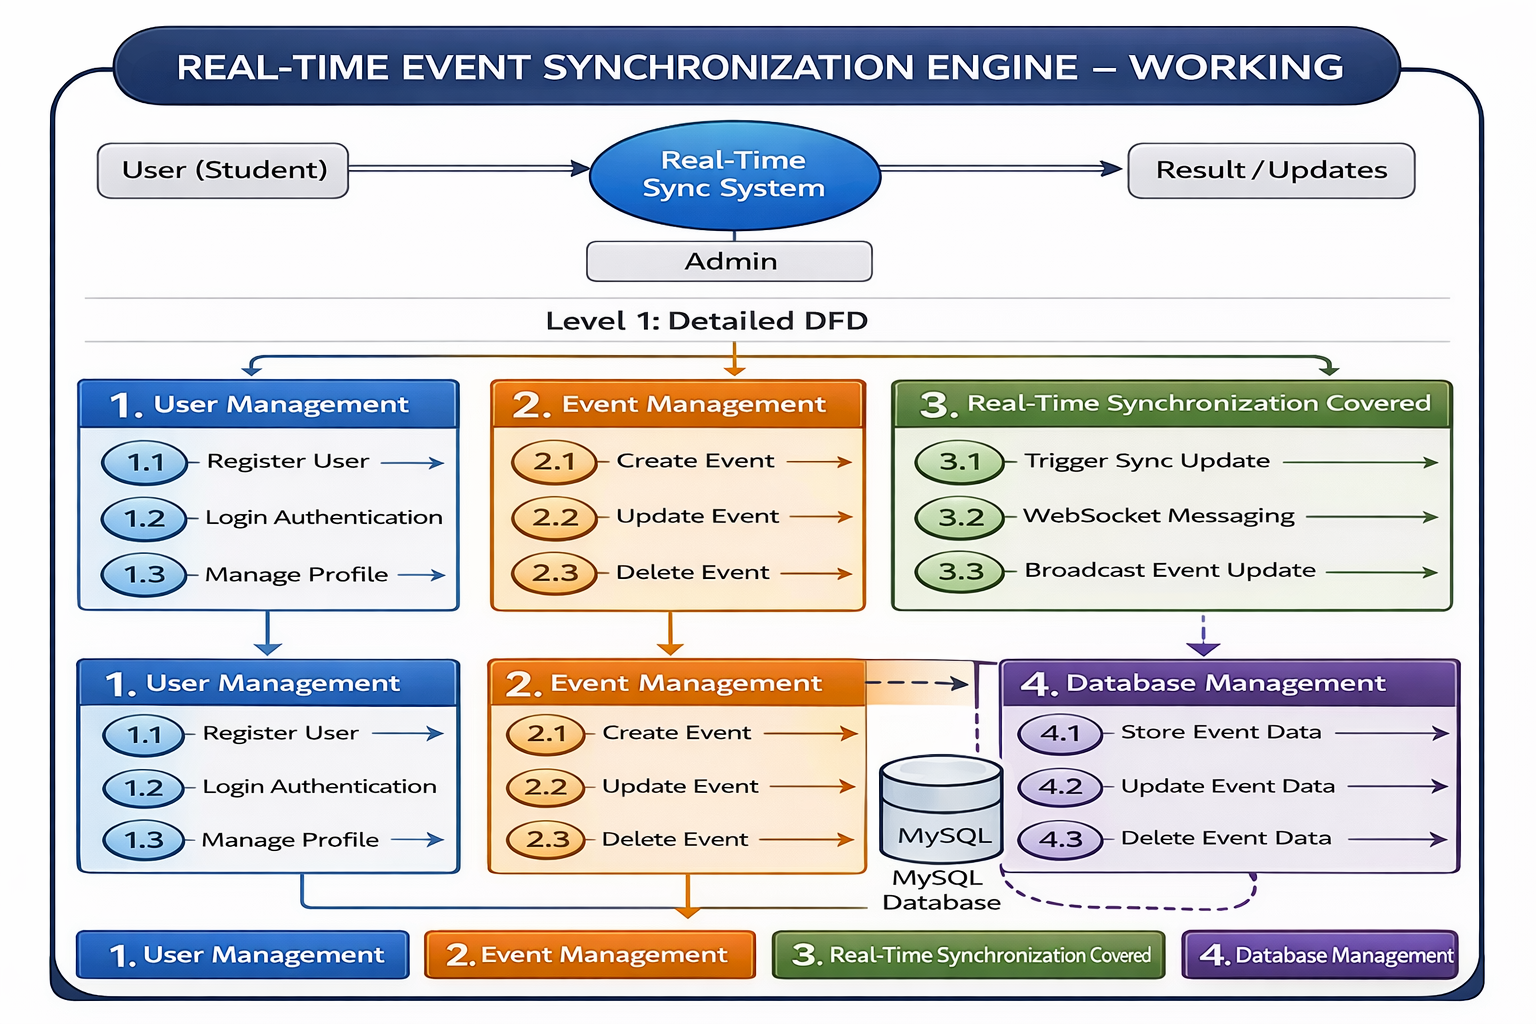 REAL-TIME EVENT SYNCHRONIZATION ENGINE – WORKING
User (Student)
Real-Time
Sync System
Result / Updates
Admin
Level 1: Detailed DFD
1. User Management
1.1 Register User
1.2 Login Authentication
1.3 Manage Profile
2. Event Management
2.1 Create Event
2.2 Update Event
2.3 Delete Event
3. Real-Time Synchronization Covered
3.1 Trigger Sync Update
3.2 WebSocket Messaging
3.3 Broadcast Event Update
1. User Management
1.1 Register User
1.2 Login Authentication
1.3 Manage Profile
2. Event Management
2.1 Create Event
2.2 Update Event
2.3 Delete Event
MySQL
MySQL
Database
4. Database Management
4.1 Store Event Data
4.2 Update Event Data
4.3 Delete Event Data
1. User Management
2. Event Management
3. Real-Time Synchronization Covered
4. Database Management